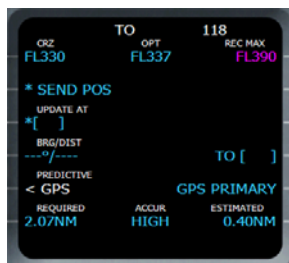 TO 118
CRZ OPT REC MAX
FL330 FL337 FL390
* SEND POS
UPDATE AT
*[ ]
BRG/DIST
---°/---- TO [ ]
PREDICTIVE
< GPS GPS PRIMARY
REQUIRED ACCUR ESTIMATED
2.07NM HIGH 0.40NM